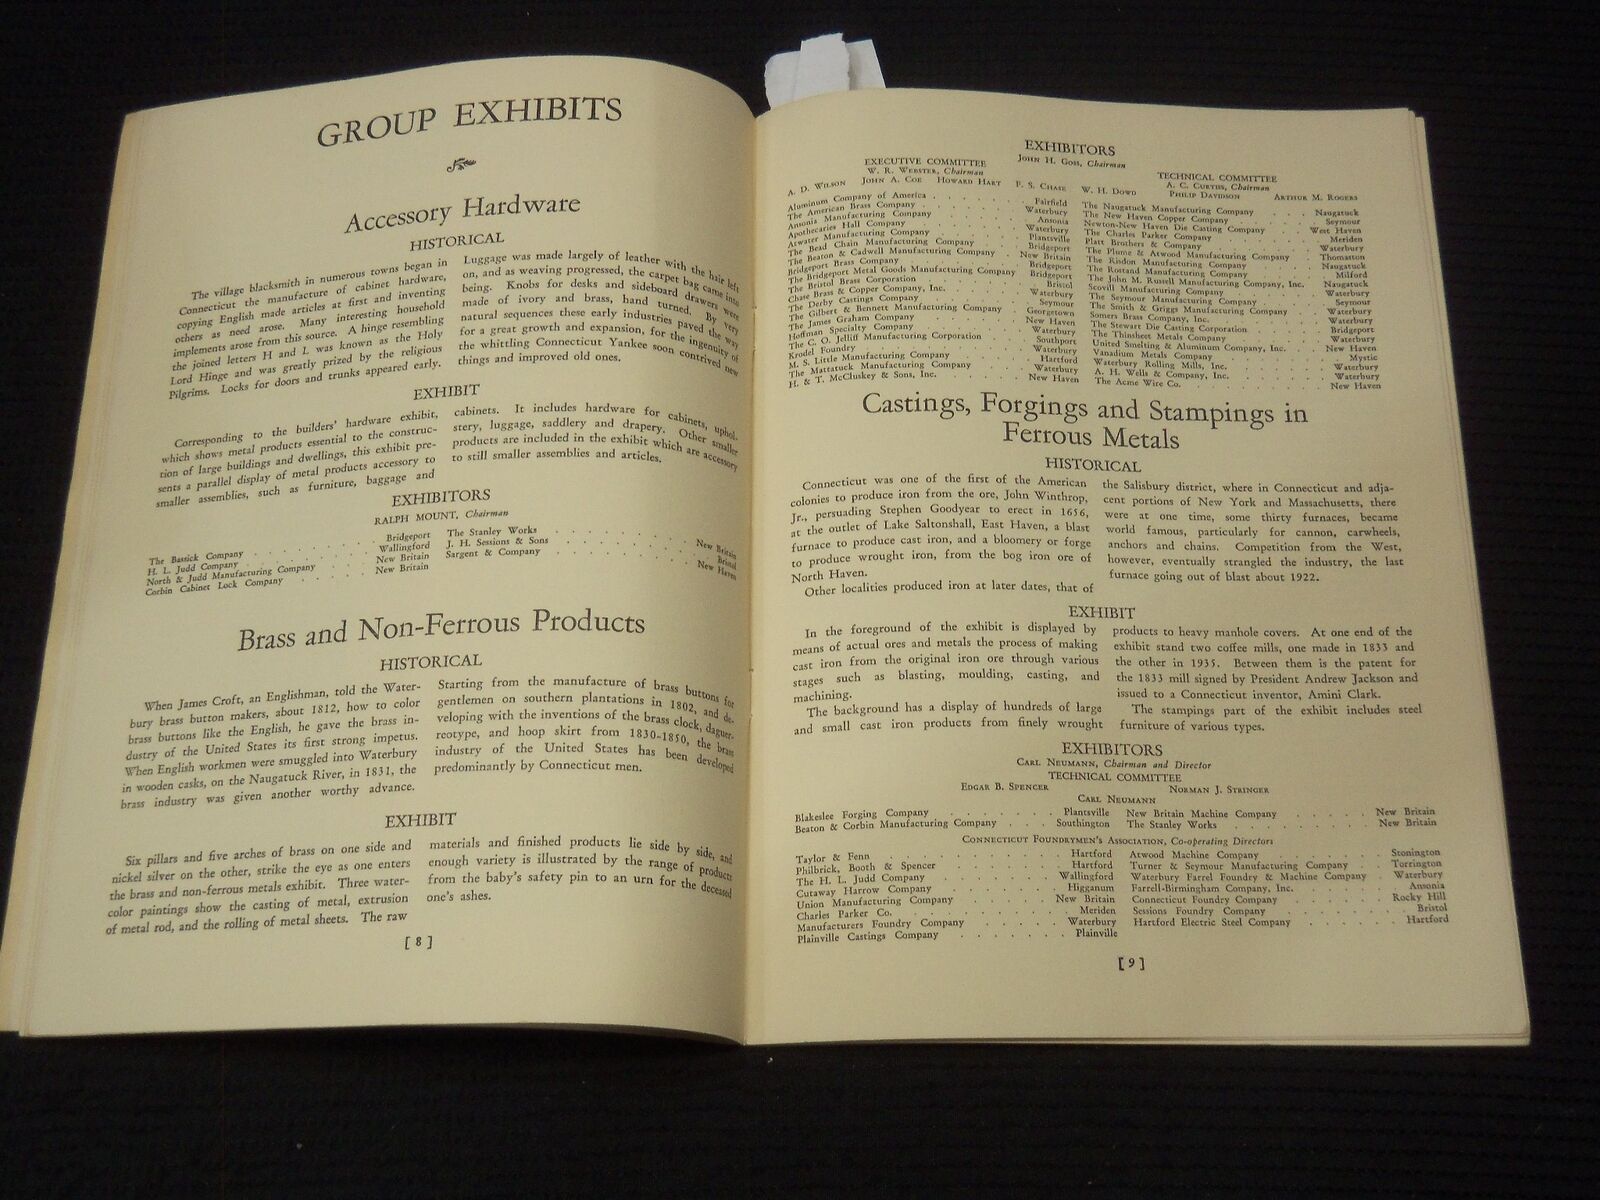 GROUP EXHIBITS
Accessory Hardware
HISTORICAL
The village blacksmith in numerous towns began in
Connecticut the manufacture of cabinet hardware,
copying English made articles at first and inventing
others as need arose. Many interesting household
implements arose from this source. A hinge resembling
the joined letters H and L was known as the Holy
Lord Hinge and was greatly prized by the religious
Pilgrims. Locks for doors and trunks appeared early.
Luggage was made largely of leather with the hair left
on, and as weaving progressed, the carpet bag came into
being. Knobs for desks and sideboard drawers were
made of ivory and brass, hand turned. By very
natural sequences these early industries paved the way
for a great growth and expansion, for the ingenuity of
the whittling Connecticut Yankee soon contrived new
things and improved old ones.
EXHIBIT
Corresponding to the builders' hardware exhibit,
which shows metal products essential to the construc-
tion of large buildings and dwellings, this exhibit pre-
sents a parallel display of metal products accessory to
smaller assemblies, such as furniture, baggage and
cabinets. It includes hardware for cabinets, uphol-
stery, luggage, saddlery and drapery. Other smaller
products are included in the exhibit which are accessory
to still smaller assemblies and articles.
EXHIBITORS
RALPH MOUNT, Chairman
The Bassick Company . . . Bridgeport
H. L. Judd Company . . . Wallingford
North & Judd Manufacturing Company . . . New Britain
Corbin Cabinet Lock Company . . . New Britain
The Stanley Works . . . New Britain
J. H. Sessions & Sons . . . Bristol
Sargent & Company . . . New Haven
Brass and Non-Ferrous Products
HISTORICAL
When James Croft, an Englishman, told the Water-
bury brass button makers, about 1812, how to color
brass buttons like the English, he gave the brass in-
dustry of the United States its first strong impetus.
When English workmen were smuggled into Waterbury
in wooden casks, on the Naugatuck River, in 1831, the
brass industry was given another worthy advance.
Starting from the manufacture of brass buttons for
gentlemen on southern plantations in 1802, and de-
veloping with the inventions of the brass clock, daguer-
reotype, and hoop skirt from 1830-1850, the brass
industry of the United States has been developed
predominantly by Connecticut men.
EXHIBIT
Six pillars and five arches of brass on one side and
nickel silver on the other, strike the eye as one enters
the brass and non-ferrous metals exhibit. Three water-
color paintings show the casting of metal, extrusion
of metal rod, and the rolling of metal sheets. The raw
materials and finished products lie side by side, and
enough variety is illustrated by the range of products
from the baby's safety pin to an urn for the deceased
one's ashes.
[ 8 ]
EXHIBITORS
JOHN H. GOSS, Chairman
EXECUTIVE COMMITTEE
W. R. WEBSTER, Chairman
A. D. WILSON JOHN A. COE HOWARD HART F. S. CHASE
TECHNICAL COMMITTEE
A. C. CURTISS, Chairman
W. H. DOWD PHILIP DAVIDSON ARTHUR M. ROGERS
Aluminum Company of America . . . Fairfield
The American Brass Company . . . Waterbury
Ansonia Manufacturing Company . . . Ansonia
Apothecaries Hall Company . . . Waterbury
Atwater Manufacturing Company . . . Plantsville
The Bead Chain Manufacturing Company . . . Bridgeport
The Beaton & Cadwell Manufacturing Company . . . New Britain
Bridgeport Brass Company . . . Bridgeport
The Bridgeport Metal Goods Manufacturing Company . . . Bridgeport
The Bristol Brass Corporation . . . Bristol
Chase Brass & Copper Company, Inc. . . . Waterbury
The Derby Castings Company . . . Seymour
The Gilbert & Bennett Manufacturing Company . . . Georgetown
The James Graham Company . . . New Haven
Hoffman Specialty Company . . . Waterbury
The C. O. Jelliff Manufacturing Corporation . . . Southport
Krodel Foundry . . . Waterbury
M. S. Little Manufacturing Company . . . Hartford
The Mattatuck Manufacturing Company . . . Waterbury
H. & T. McCluskey & Sons, Inc. . . . New Haven
The Naugatuck Manufacturing Company . . . Naugatuck
The New Haven Copper Company . . . Seymour
Newton-New Haven Die Casting Company . . . West Haven
The Charles Parker Company . . . Meriden
Platt Brothers & Company . . . Waterbury
The Plume & Atwood Manufacturing Company . . . Thomaston
The Risdon Manufacturing Company . . . Naugatuck
The Rostand Manufacturing Company . . . Milford
The John M. Russell Manufacturing Company, Inc. . . . Naugatuck
Scovill Manufacturing Company . . . Waterbury
The Seymour Manufacturing Company . . . Seymour
The Smith & Griggs Manufacturing Company . . . Waterbury
Somers Brass Company, Inc. . . . Waterbury
The Stewart Die Casting Corporation . . . Bridgeport
The Thinsheet Metals Company . . . Waterbury
United Smelting & Aluminum Company, Inc. . . . New Haven
Vanadium Metals Company . . . Mystic
Waterbury Rolling Mills, Inc. . . . Waterbury
A. H. Wells & Company, Inc. . . . Waterbury
The Acme Wire Co. . . . New Haven
Castings, Forgings and Stampings in
Ferrous Metals
HISTORICAL
Connecticut was one of the first of the American
colonies to produce iron from the ore, John Winthrop,
Jr., persuading Stephen Goodyear to erect in 1656,
at the outlet of Lake Saltonshall, East Haven, a blast
furnace to produce cast iron, and a bloomery or forge
to produce wrought iron, from the bog iron ore of
North Haven.
Other localities produced iron at later dates, that of
the Salisbury district, where in Connecticut and adja-
cent portions of New York and Massachusetts, there
were at one time, some thirty furnaces, became
world famous, particularly for cannon, carwheels,
anchors and chains. Competition from the West,
however, eventually strangled the industry, the last
furnace going out of blast about 1922.
EXHIBIT
In the foreground of the exhibit is displayed by
means of actual ores and metals the process of making
cast iron from the original iron ore through various
stages such as blasting, moulding, casting, and
machining.
The background has a display of hundreds of large
and small cast iron products from finely wrought
products to heavy manhole covers. At one end of the
exhibit stand two coffee mills, one made in 1833 and
the other in 1935. Between them is the patent for
the 1833 mill signed by President Andrew Jackson and
issued to a Connecticut inventor, Amini Clark.
The stampings part of the exhibit includes steel
furniture of various types.
EXHIBITORS
CARL NEUMANN, Chairman and Director
TECHNICAL COMMITTEE
EDGAR B. SPENCER NORMAN J. STRINGER
CARL NEUMANN
Blakeslee Forging Company . . . Plantsville
Beaton & Corbin Manufacturing Company . . . Southington
New Britain Machine Company . . . New Britain
The Stanley Works . . . New Britain
CONNECTICUT FOUNDRYMEN'S ASSOCIATION, Co-operating Directors
Taylor & Fenn . . . Hartford
Philbrick, Booth & Spencer . . . Hartford
The H. L. Judd Company . . . Wallingford
Cutaway Harrow Company . . . Higganum
Union Manufacturing Company . . . New Britain
Charles Parker Co. . . . Meriden
Manufacturers Foundry Company . . . Waterbury
Plainville Castings Company . . . Plainville
Atwood Machine Company . . . Stonington
Turner & Seymour Manufacturing Company . . . Torrington
Waterbury Farrel Foundry & Machine Company . Waterbury
Farrell-Birmingham Company, Inc. . . . Ansonia
Connecticut Foundry Company . . . Rocky Hill
Sessions Foundry Company . . . Bristol
Hartford Electric Steel Company . . . Hartford
[ 9 ]